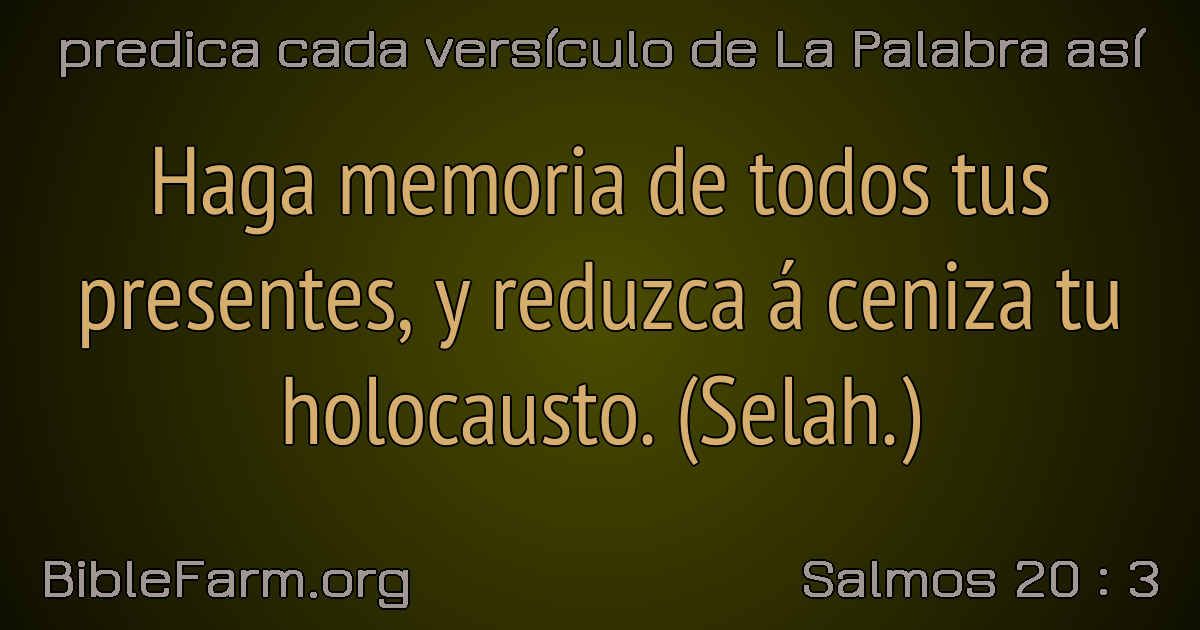 predica cada versículo de La Palabra así
Haga memoria de todos tus
presentes, y reduzca á ceniza tu
holocausto. (Selah.)
BibleFarm.org
Salmos 20 : 3